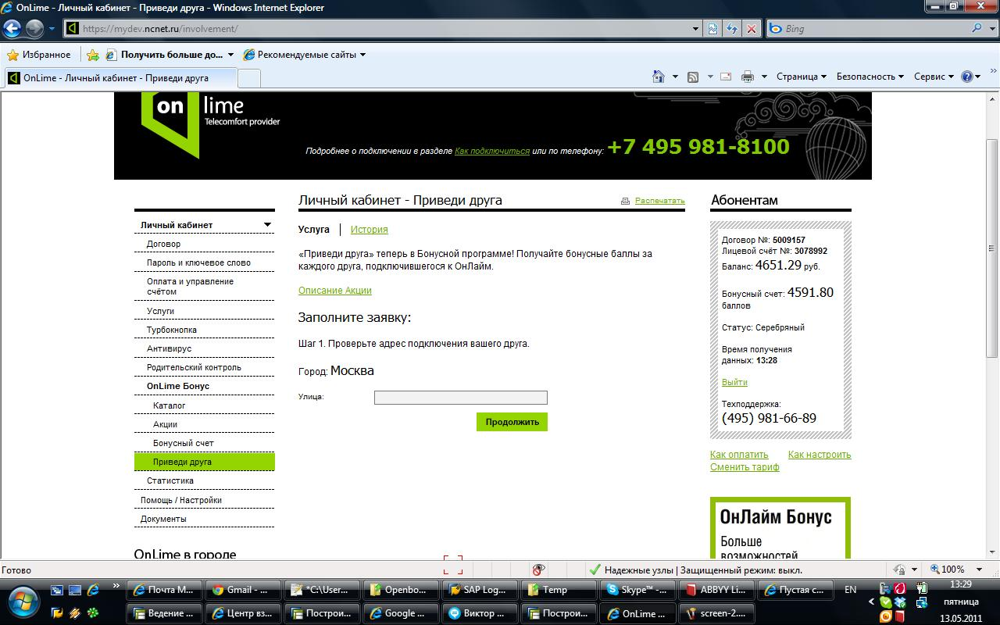 OnLime - Личный кабинет - Приведи друга - Windows Internet Explorer
https://mydev.ncnet.ru/involvement/
Bing
Избранное
Получить больше до...
Рекомендуемые сайты
OnLime - Личный кабинет - Приведи друга
Страница
Безопасность
Сервис
on lime
Telecomfort provider
Подробнее о подключении в разделе Как подключиться или по телефону: +7 495 981-8100
Личный кабинет
Договор
Пароль и ключевое слово
Оплата и управление
счётом
Услуги
Турбокнопка
Антивирус
Родительский контроль
OnLime Бонус
Каталог
Акции
Бонусный счет
Приведи друга
Статистика
Помощь / Настройки
Документы
OnLime в городе
Личный кабинет - Приведи друга
Распечатать
Услуга
История
«Приведи друга» теперь в Бонусной программе! Получайте бонусные баллы за
каждого друга, подключившегося к ОнЛайм.
Описание Акции
Заполните заявку:
Шаг 1. Проверьте адрес подключения вашего друга.
Город: Москва
Улица:
Продолжить
Абонентам
Договор №: 5009157
Лицевой счёт №: 3078992
Баланс: 4651.29 руб.
Бонусный счет: 4591.80
баллов
Статус: Серебряный
Время получения
данных: 13:28
Выйти
Техподдержка:
(495) 981-66-89
Как оплатить
Как настроить
Сменить тариф
ОнЛайм Бонус
Больше
возможностей
Готово
Надежные узлы | Защищенный режим: выкл.
100%
Почта M...
Gmail - ...
*C:\User...
Openbo...
SAP Log...
Temp
Skype™ -...
ABBYY Li...
Пустая с...
EN
13:29
Ведение ...
Центр вз...
Построи...
Google ...
Виктор ...
Построи...
OnLime ...
screen-2....
пятница
13.05.2011